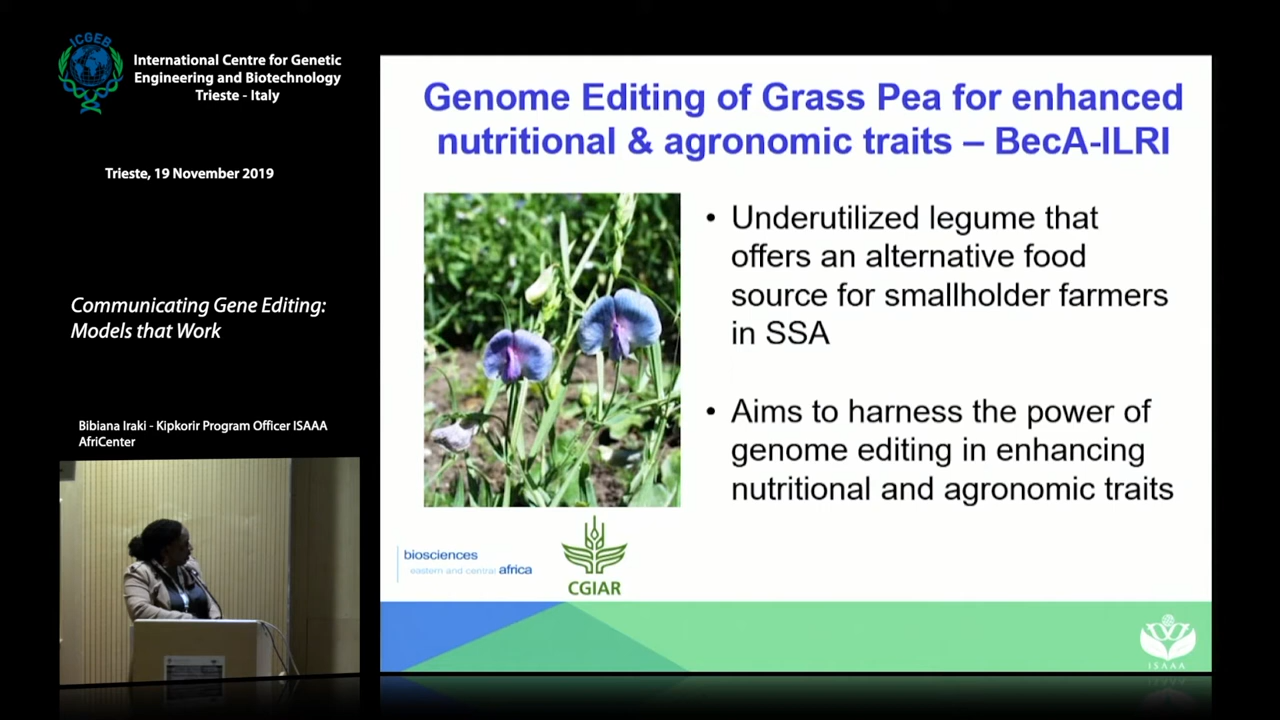 ICGEB
International Centre for Genetic
Engineering and Biotechnology
Trieste - Italy
Trieste, 19 November 2019
Communicating Gene Editing:
Models that Work
Bibiana Iraki - Kipkorir Program Officer ISAAA
AfriCenter
Genome Editing of Grass Pea for enhanced
nutritional & agronomic traits – BecA-ILRI
• Underutilized legume that
offers an alternative food
source for smallholder farmers
in SSA
• Aims to harness the power of
genome editing in enhancing
nutritional and agronomic traits
biosciences
eastern and central africa
CGIAR
ISAAA